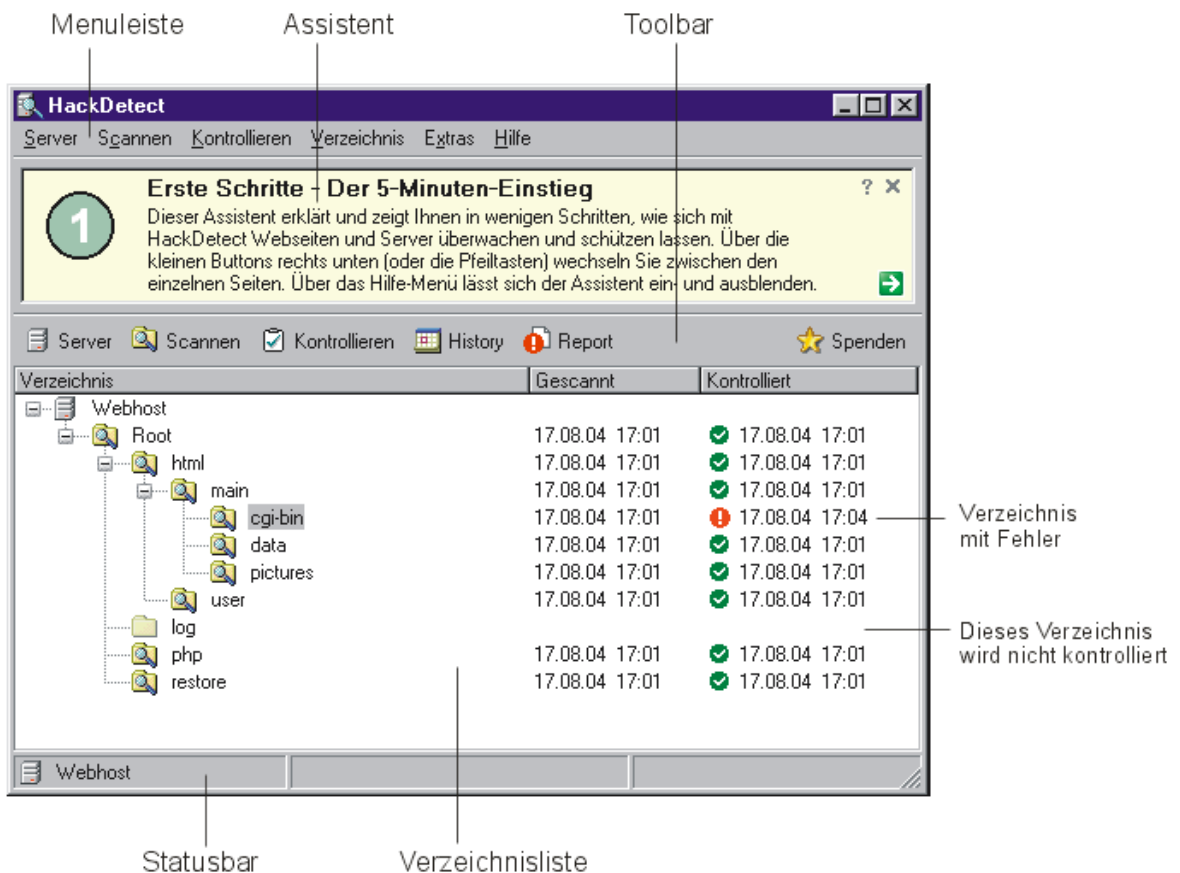 Menuleiste Assistent Toolbar
HackDetect
Server Scannen Kontrollieren Verzeichnis Extras Hilfe
1
Erste Schritte - Der 5-Minuten-Einstieg ?
Dieser Assistent erklärt und zeigt Ihnen in wenigen Schritten, wie sich mit
HackDetect Webseiten und Server überwachen und schützen lassen. Über die
kleinen Buttons rechts unten (oder die Pfeiltasten) wechseln Sie zwischen den
einzelnen Seiten. Über das Hilfe-Menü lässt sich der Assistent ein- und ausblenden.
Server Scannen Kontrollieren History Report Spenden
Verzeichnis Gescannt Kontrolliert
Webhost
Root 17.08.04 17:01 17.08.04 17:01
html 17.08.04 17:01 17.08.04 17:01
main 17.08.04 17:01 17.08.04 17:01
cgi-bin 17.08.04 17:01 17.08.04 17:04
data 17.08.04 17:01 17.08.04 17:01
pictures 17.08.04 17:01 17.08.04 17:01
user 17.08.04 17:01 17.08.04 17:01
log
php 17.08.04 17:01 17.08.04 17:01
restore 17.08.04 17:01 17.08.04 17:01
Verzeichnis
mit Fehler
Dieses Verzeichnis
wird nicht kontrolliert
Webhost
Statusbar Verzeichnisliste